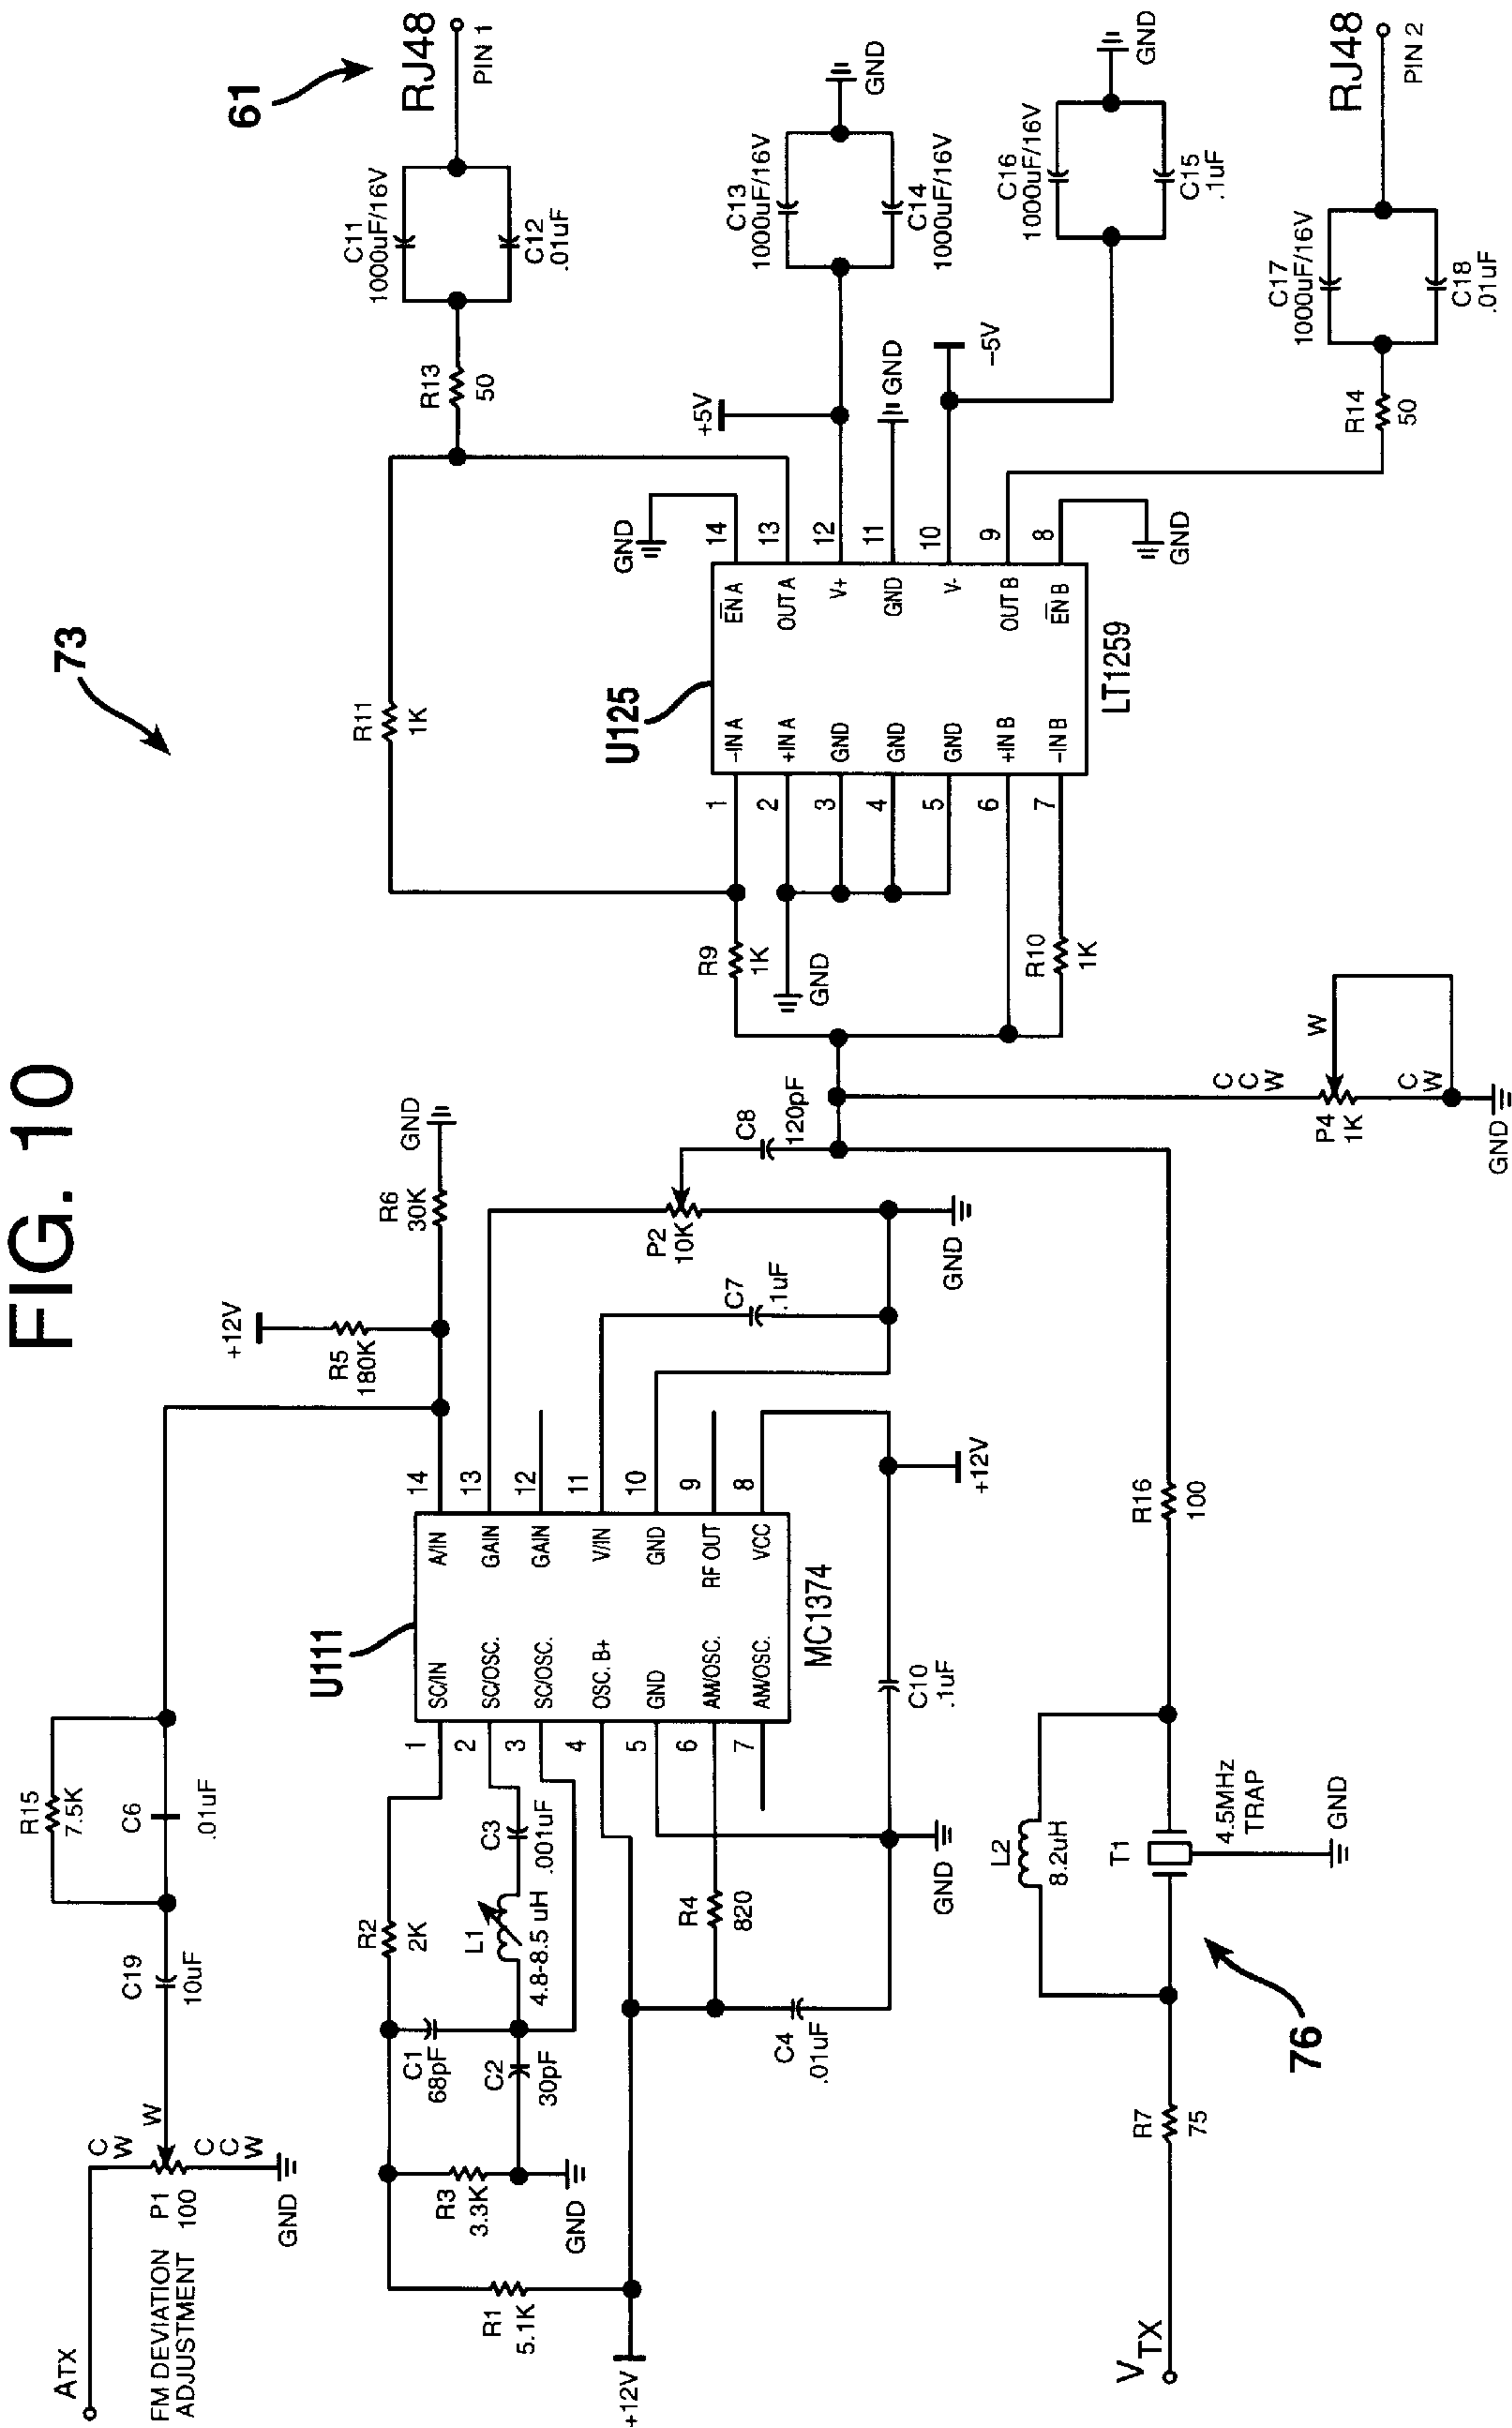 FIG. 10
73
61
76
ATX
FM DEVIATION
ADJUSTMENT
P1
100
C
W
W
C
C
W
GND
C19
10uF
R15
7.5K
C6
.01uF
+12V
R5
180K
R6
30K
GND
R1
5.1K
+12V
R3
3.3K
GND
C1
68pF
C2
30pF
R2
2K
L1
4.8-8.5 uH
C3
.001uF
R4
820
C4
.01uF
GND
C10
.1uF
+12V
U111
MC1374
1
2
3
4
5
6
7
SC/IN
SC/OSC.
SC/OSC.
OSC. B+
GND
AM/OSC.
AM/OSC.
A/IN
GAIN
GAIN
V/IN
GND
RF OUT
VCC
14
13
12
11
10
9
8
P2
10K
C7
.1uF
GND
C8
120pF
VTX
R7
75
L2
8.2uH
T1
4.5MHz
TRAP
GND
R16
100
P4
1K
C
C
W
W
C
W
GND
R9
1K
GND
R10
1K
R11
1K
U125
LT1259
1
2
3
4
5
6
7
–IN A
+IN A
GND
GND
GND
+IN B
–IN B
EN A
OUT A
V+
GND
V-
OUT B
EN B
14
13
12
11
10
9
8
GND
+5V
GND
–5V
GND
R13
50
C11
1000uF/16V
C12
.01uF
RJ48
PIN 1
C13
1000uF/16V
C14
1000uF/16V
GND
C16
1000uF/16V
C15
.1uF
GND
R14
50
C17
1000uF/16V
C18
.01uF
RJ48
PIN 2